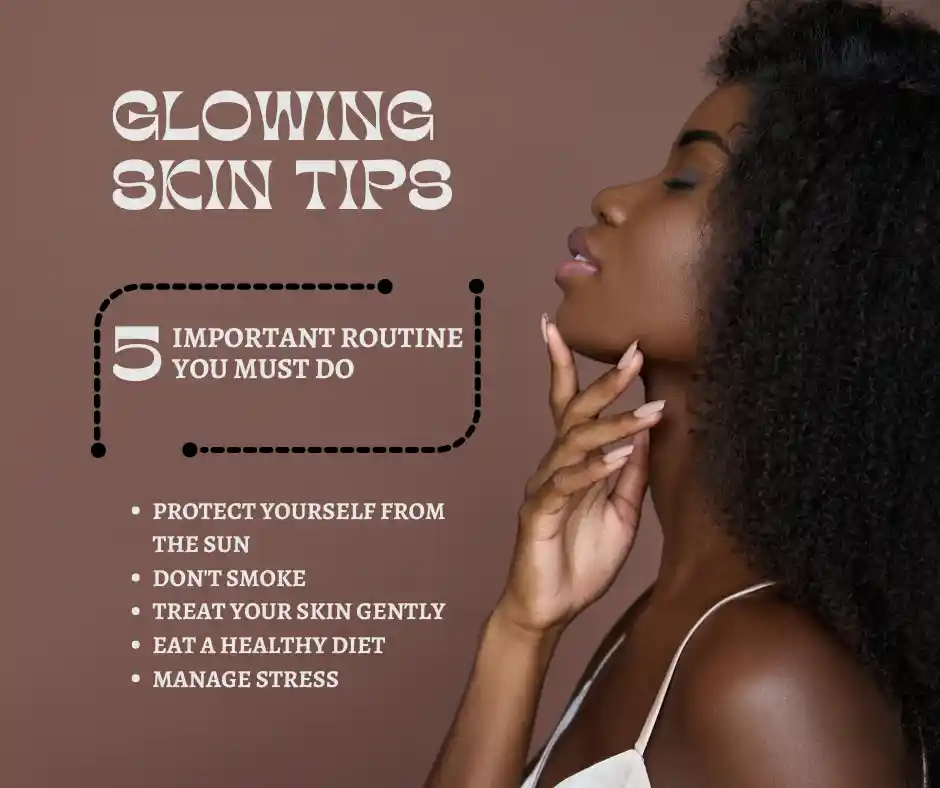 GLOWING
SKIN TIPS
5 IMPORTANT ROUTINE
YOU MUST DO
• PROTECT YOURSELF FROM
THE SUN
• DON'T SMOKE
• TREAT YOUR SKIN GENTLY
• EAT A HEALTHY DIET
• MANAGE STRESS